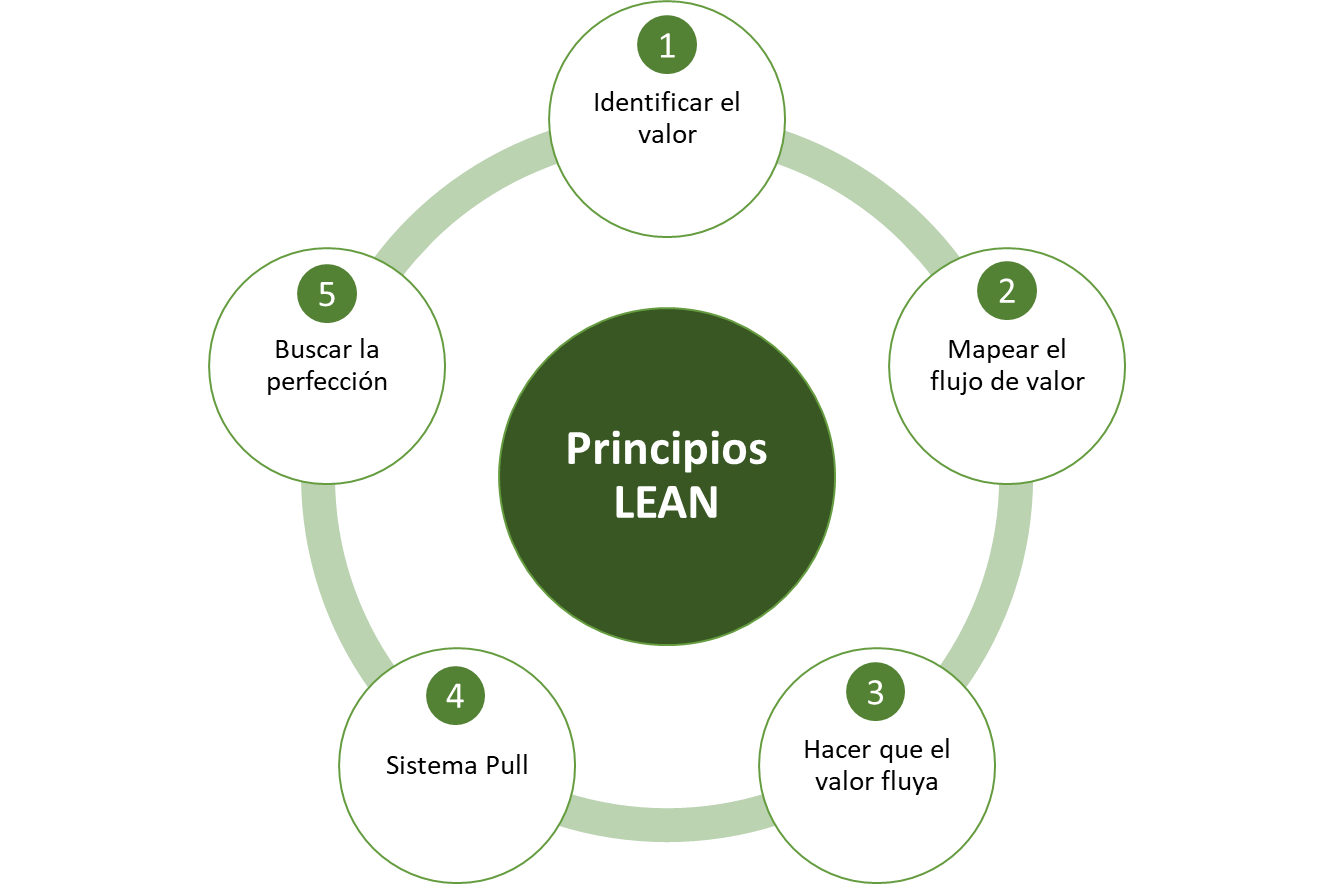 1
Identificar el
valor
2
Mapear el
flujo de valor
3
Hacer que el
valor fluya
4
Sistema Pull
5
Buscar la
perfección
Principios
LEAN